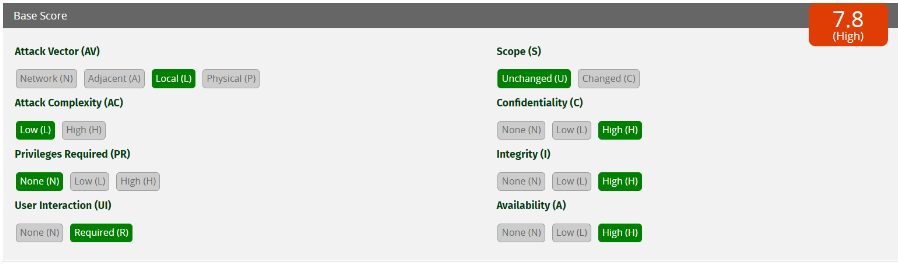 Base Score
7.8
(High)
Attack Vector (AV)
Network (N) Adjacent (A) Local (L) Physical (P)
Attack Complexity (AC)
Low (L) High (H)
Privileges Required (PR)
None (N) Low (L) High (H)
User Interaction (UI)
None (N) Required (R)
Scope (S)
Unchanged (U) Changed (C)
Confidentiality (C)
None (N) Low (L) High (H)
Integrity (I)
None (N) Low (L) High (H)
Availability (A)
None (N) Low (L) High (H)